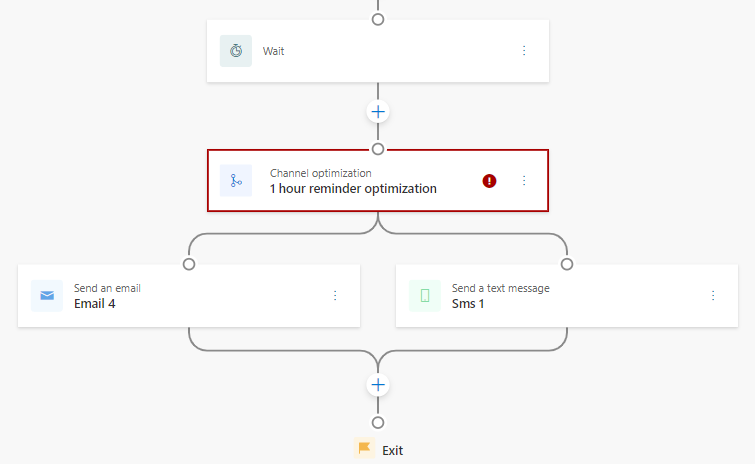 Wait
Channel optimization
1 hour reminder optimization
Send an email
Email 4
Send a text message
Sms 1
Exit